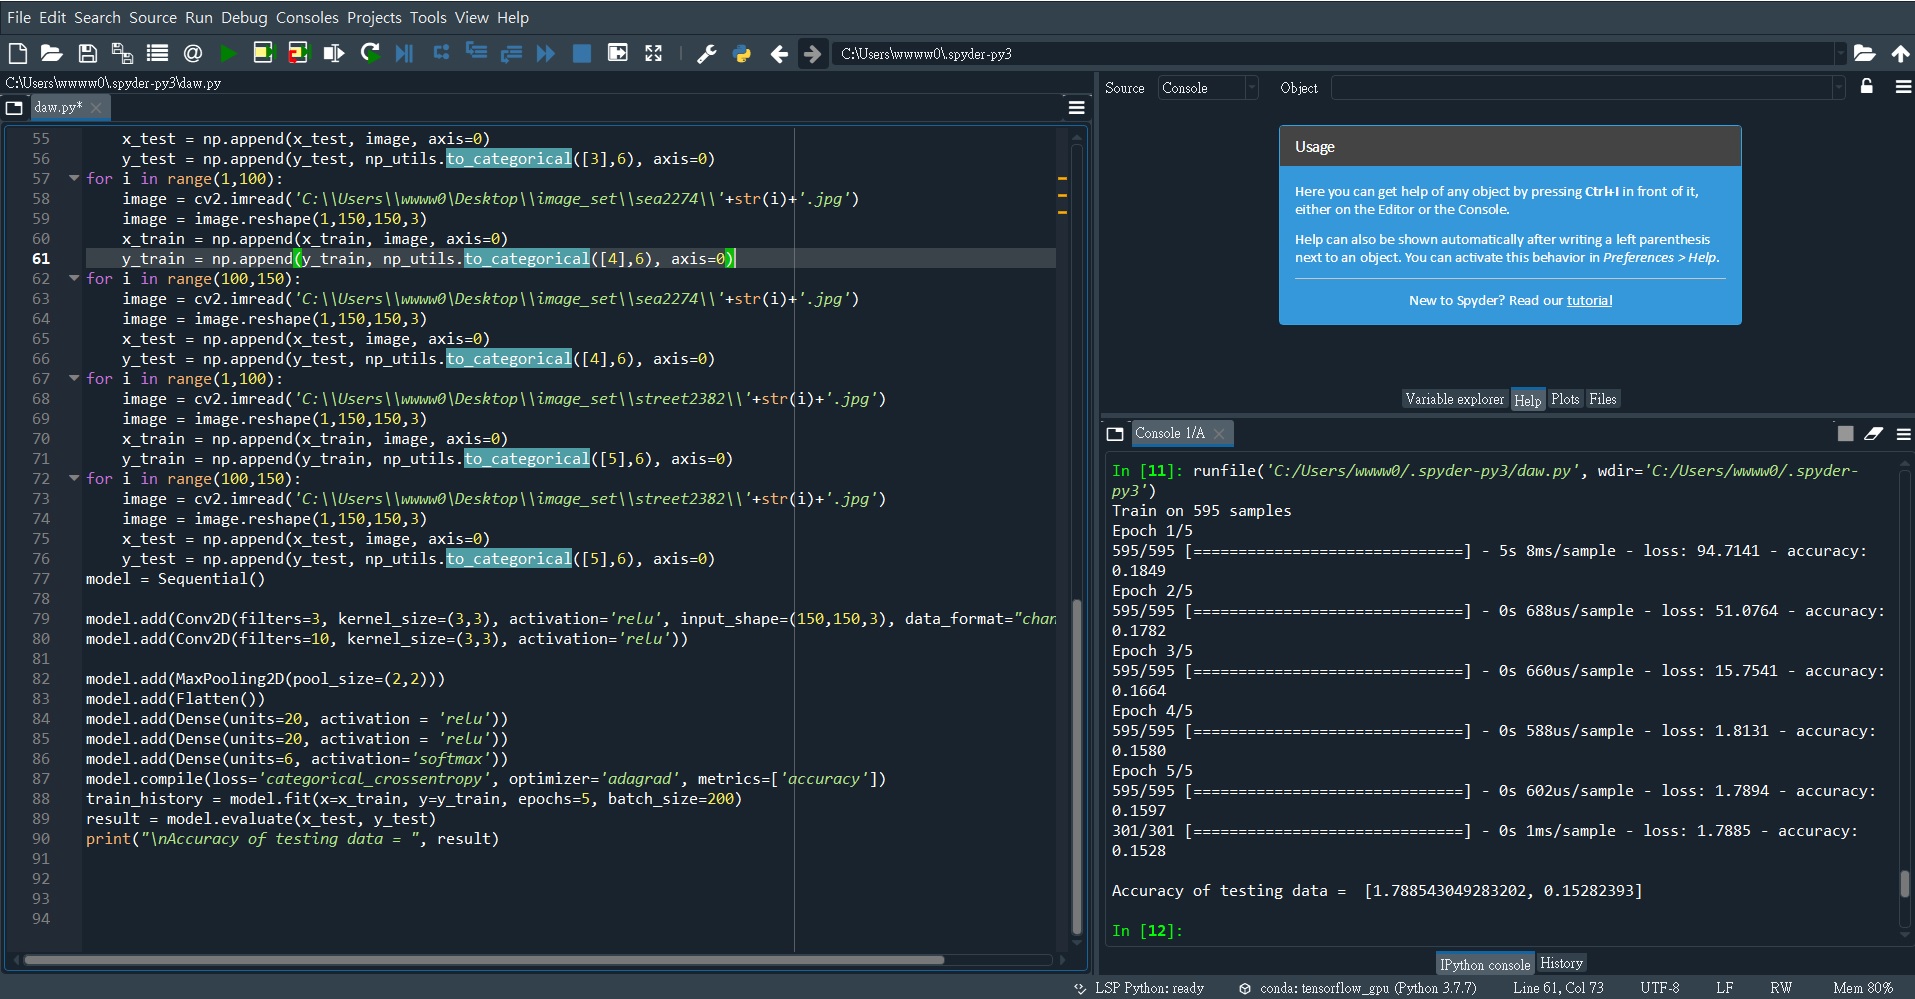 File Edit Search Source Run Debug Consoles Projects Tools View Help
C:\Users\wwww0\.spyder-py3
C:\Users\wwww0\.spyder-py3\daw.py
daw.py*
55 x_test = np.append(x_test, image, axis=0)
56 y_test = np.append(y_test, np_utils.to_categorical([3],6), axis=0)
57 for i in range(1,100):
58 image = cv2.imread('C:\\Users\\wwww0\Desktop\\image_set\\sea2274\\'+str(i)+'.jpg')
59 image = image.reshape(1,150,150,3)
60 x_train = np.append(x_train, image, axis=0)
61 y_train = np.append(y_train, np_utils.to_categorical([4],6), axis=0)
62 for i in range(100,150):
63 image = cv2.imread('C:\\Users\\wwww0\Desktop\\image_set\\sea2274\\'+str(i)+'.jpg')
64 image = image.reshape(1,150,150,3)
65 x_test = np.append(x_test, image, axis=0)
66 y_test = np.append(y_test, np_utils.to_categorical([4],6), axis=0)
67 for i in range(1,100):
68 image = cv2.imread('C:\\Users\\wwww0\Desktop\\image_set\\street2382\\'+str(i)+'.jpg')
69 image = image.reshape(1,150,150,3)
70 x_train = np.append(x_train, image, axis=0)
71 y_train = np.append(y_train, np_utils.to_categorical([5],6), axis=0)
72 for i in range(100,150):
73 image = cv2.imread('C:\\Users\\wwww0\Desktop\\image_set\\street2382\\'+str(i)+'.jpg')
74 image = image.reshape(1,150,150,3)
75 x_test = np.append(x_test, image, axis=0)
76 y_test = np.append(y_test, np_utils.to_categorical([5],6), axis=0)
77 model = Sequential()
78
79 model.add(Conv2D(filters=3, kernel_size=(3,3), activation='relu', input_shape=(150,150,3), data_format="chan
80 model.add(Conv2D(filters=10, kernel_size=(3,3), activation='relu'))
81
82 model.add(MaxPooling2D(pool_size=(2,2)))
83 model.add(Flatten())
84 model.add(Dense(units=20, activation = 'relu'))
85 model.add(Dense(units=20, activation = 'relu'))
86 model.add(Dense(units=6, activation='softmax'))
87 model.compile(loss='categorical_crossentropy', optimizer='adagrad', metrics=['accuracy'])
88 train_history = model.fit(x=x_train, y=y_train, epochs=5, batch_size=200)
89 result = model.evaluate(x_test, y_test)
90 print("\nAccuracy of testing data = ", result)
91
92
93
94
Source Console Object
Usage
Here you can get help of any object by pressing Ctrl+I in front of it,
either on the Editor or the Console.
Help can also be shown automatically after writing a left parenthesis
next to an object. You can activate this behavior in Preferences > Help.
New to Spyder? Read our tutorial
Variable explorer Help Plots Files
Console 1/A
In [11]: runfile('C:/Users/wwww0/.spyder-py3/daw.py', wdir='C:/Users/wwww0/.spyder-
py3')
Train on 595 samples
Epoch 1/5
595/595 [==============================] - 5s 8ms/sample - loss: 94.7141 - accuracy:
0.1849
Epoch 2/5
595/595 [==============================] - 0s 688us/sample - loss: 51.0764 - accuracy:
0.1782
Epoch 3/5
595/595 [==============================] - 0s 660us/sample - loss: 15.7541 - accuracy:
0.1664
Epoch 4/5
595/595 [==============================] - 0s 588us/sample - loss: 1.8131 - accuracy:
0.1580
Epoch 5/5
595/595 [==============================] - 0s 602us/sample - loss: 1.7894 - accuracy:
0.1597
301/301 [==============================] - 0s 1ms/sample - loss: 1.7885 - accuracy:
0.1528
Accuracy of testing data =  [1.788543049283202, 0.15282393]
In [12]:
IPython console History
LSP Python: ready conda: tensorflow_gpu (Python 3.7.7) Line 61, Col 73 UTF-8 LF RW Mem 80%